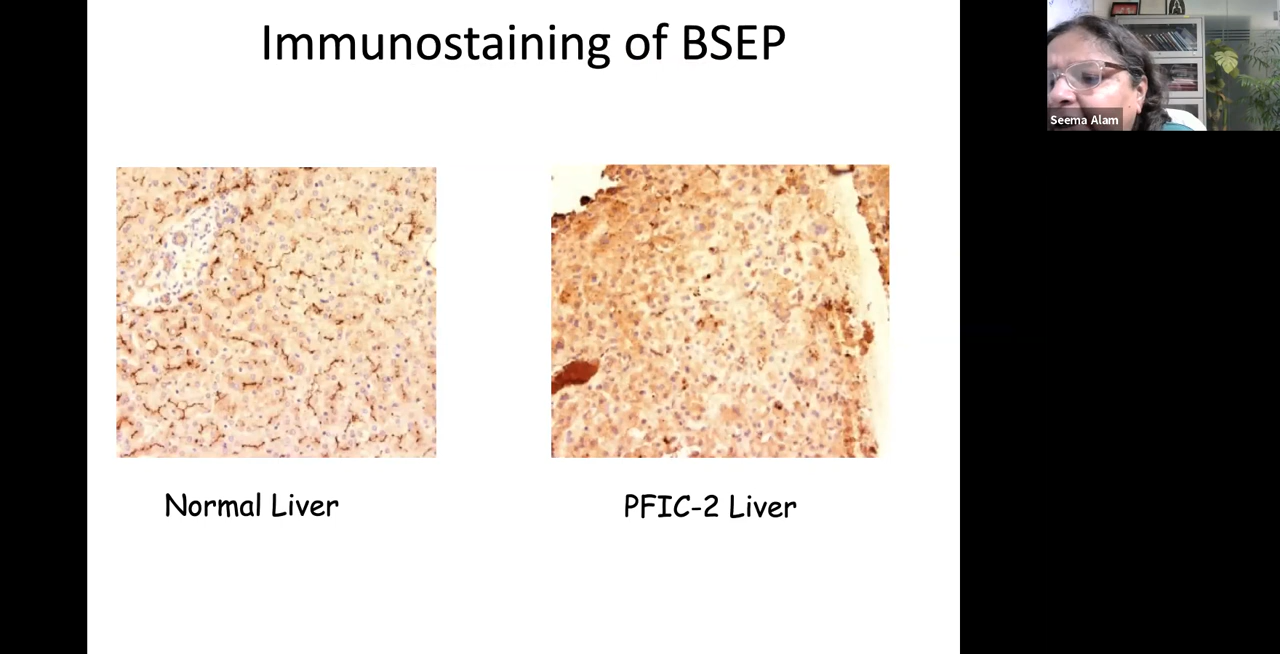 Immunostaining of BSEP
Seema Alam
Normal Liver
PFIC-2 Liver